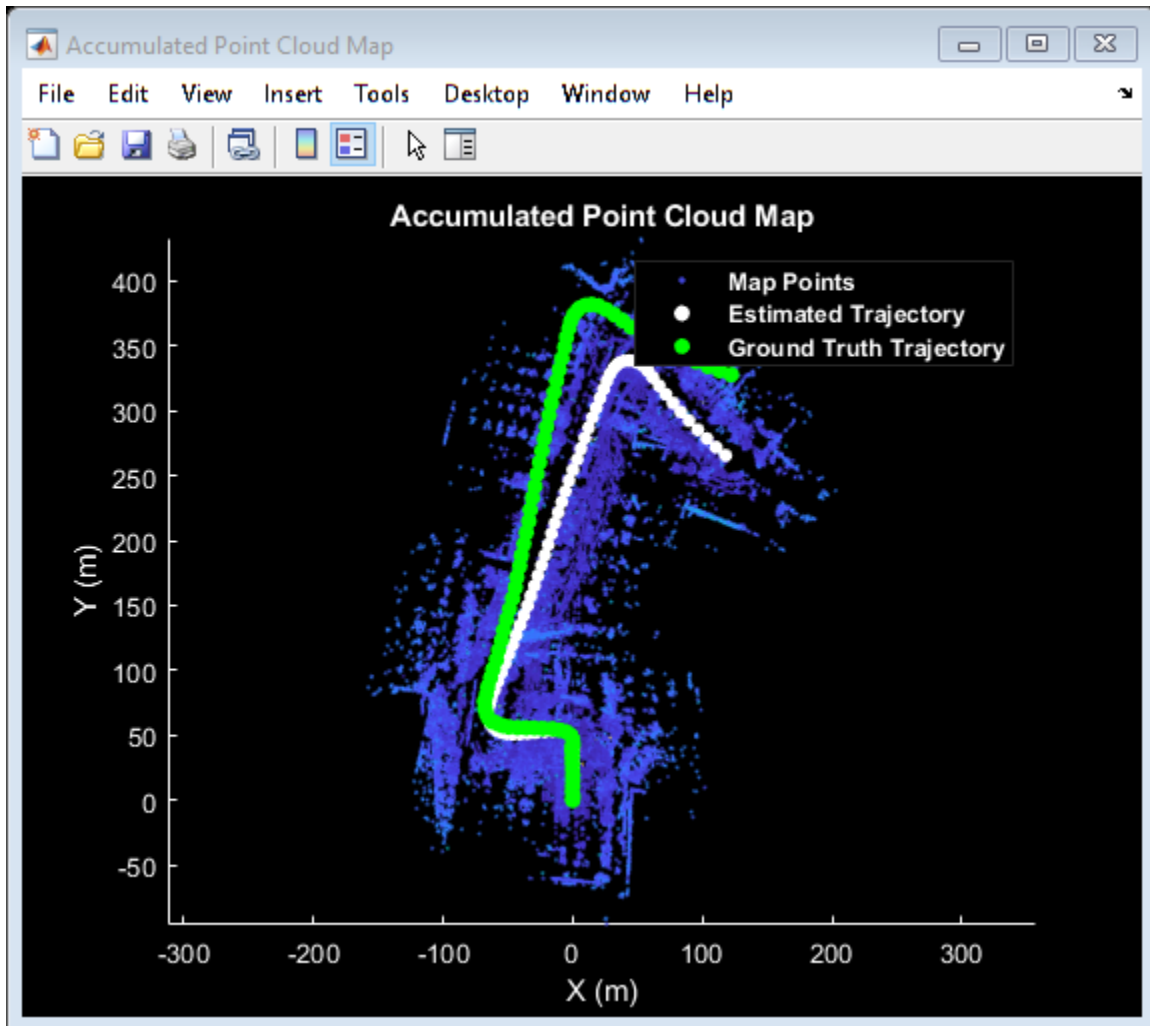 Accumulated Point Cloud Map
File Edit View Insert Tools Desktop Window Help
Accumulated Point Cloud Map
Map Points
Estimated Trajectory
Ground Truth Trajectory
400
350
300
250
200
150
100
50
0
-50
Y (m)
-300 -200 -100 0 100 200 300
X (m)